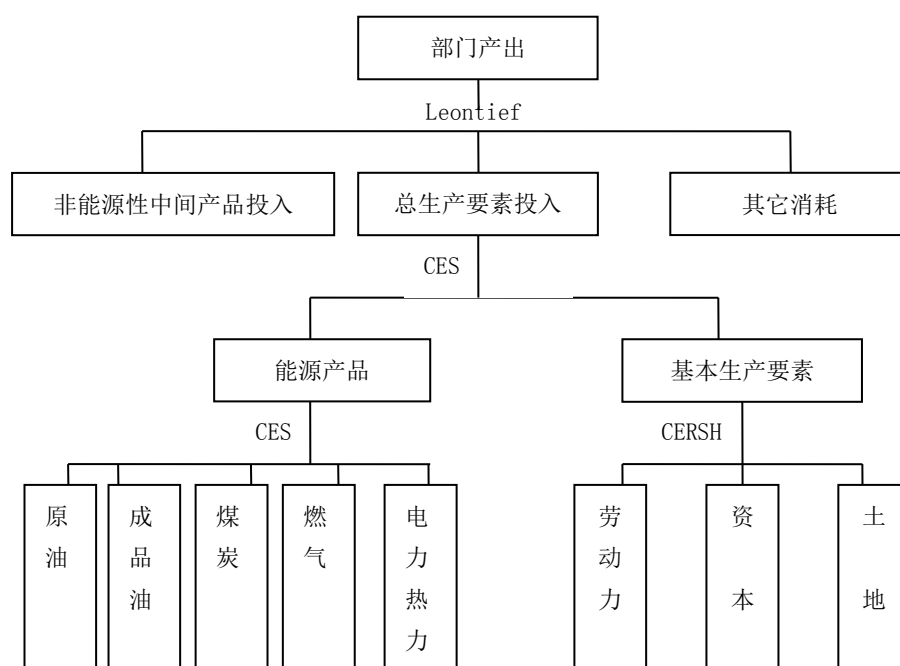 部门产出
Leontief
非能源性中间产品投入
总生产要素投入
其它消耗
CES
能源产品
基本生产要素
CES
CERSH
原油
成品油
煤炭
燃气
电力热力
劳动力
资本
土地